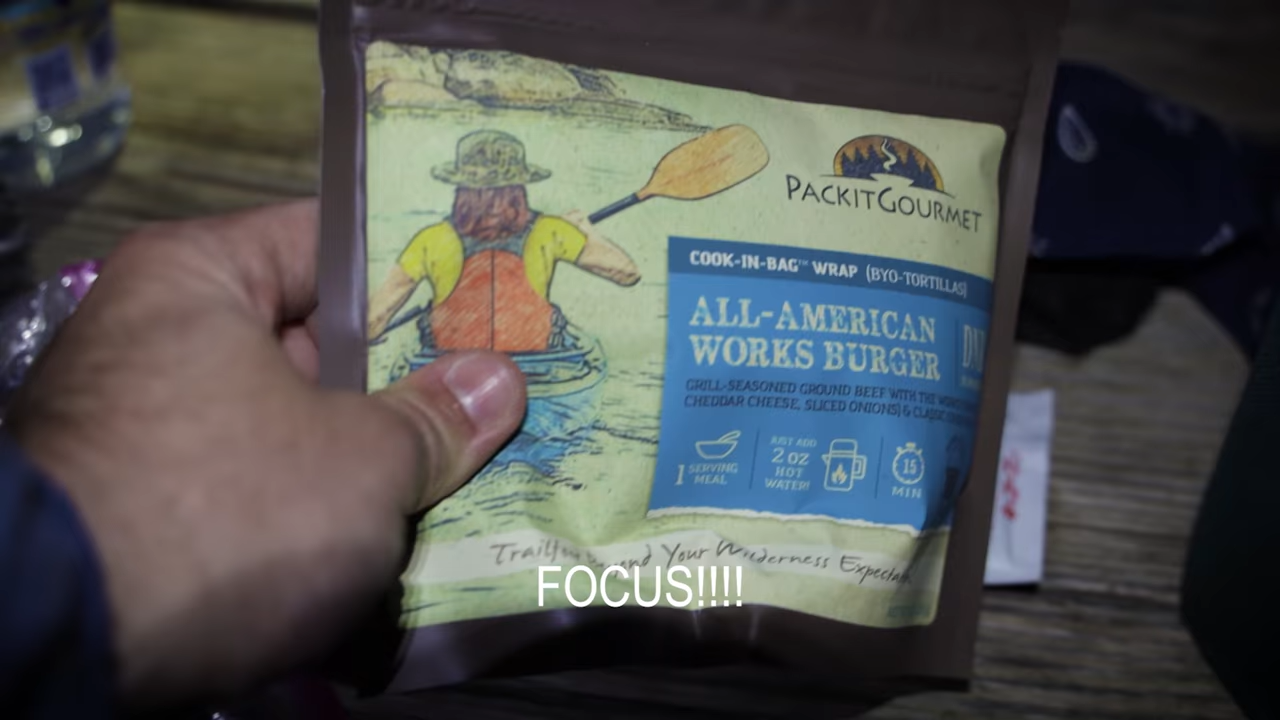 PACKITGOURMET
COOK-IN-BAG™ WRAP (BYO-TORTILLAS)
ALL-AMERICAN
WORKS BURGER
GRILL-SEASONED GROUND BEEF WITH THE
CHEDDAR CHEESE, SLICED ONIONS) & CLASSIC
1 SERVING
MEAL
JUST ADD
2 OZ
HOT
WATER!
15
MIN
Your Wilderness
FOCUS!!!!